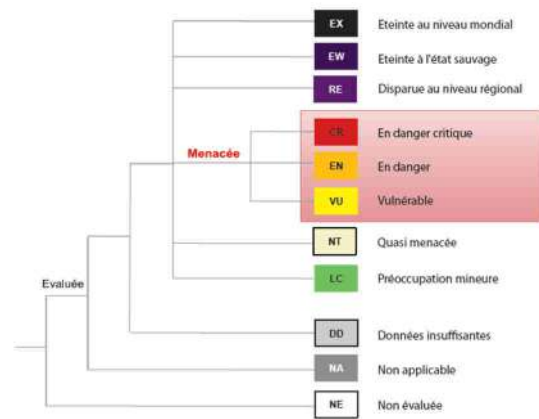 EX Eteinte au niveau mondial
EW Eteinte à l'état sauvage
RE Disparue au niveau régional
CR En danger critique
Menacée
EN En danger
VU Vulnérable
NT Quasi menacée
LC Préoccupation mineure
Evaluée
DD Données insuffisantes
NA Non applicable
NE Non évaluée